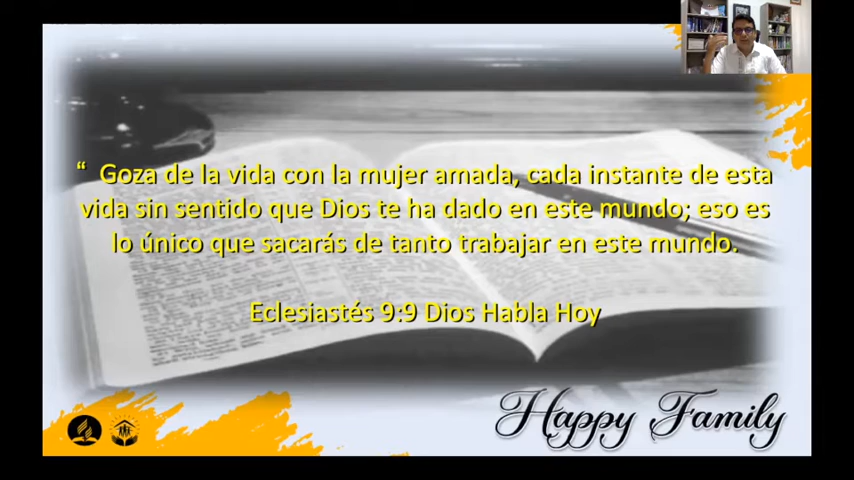 “ Goza de la vida con la mujer amada, cada instante de esta
vida sin sentido que Dios te ha dado en este mundo; eso es
lo único que sacarás de tanto trabajar en este mundo.
Eclesiastés 9:9 Dios Habla Hoy
Happy Family